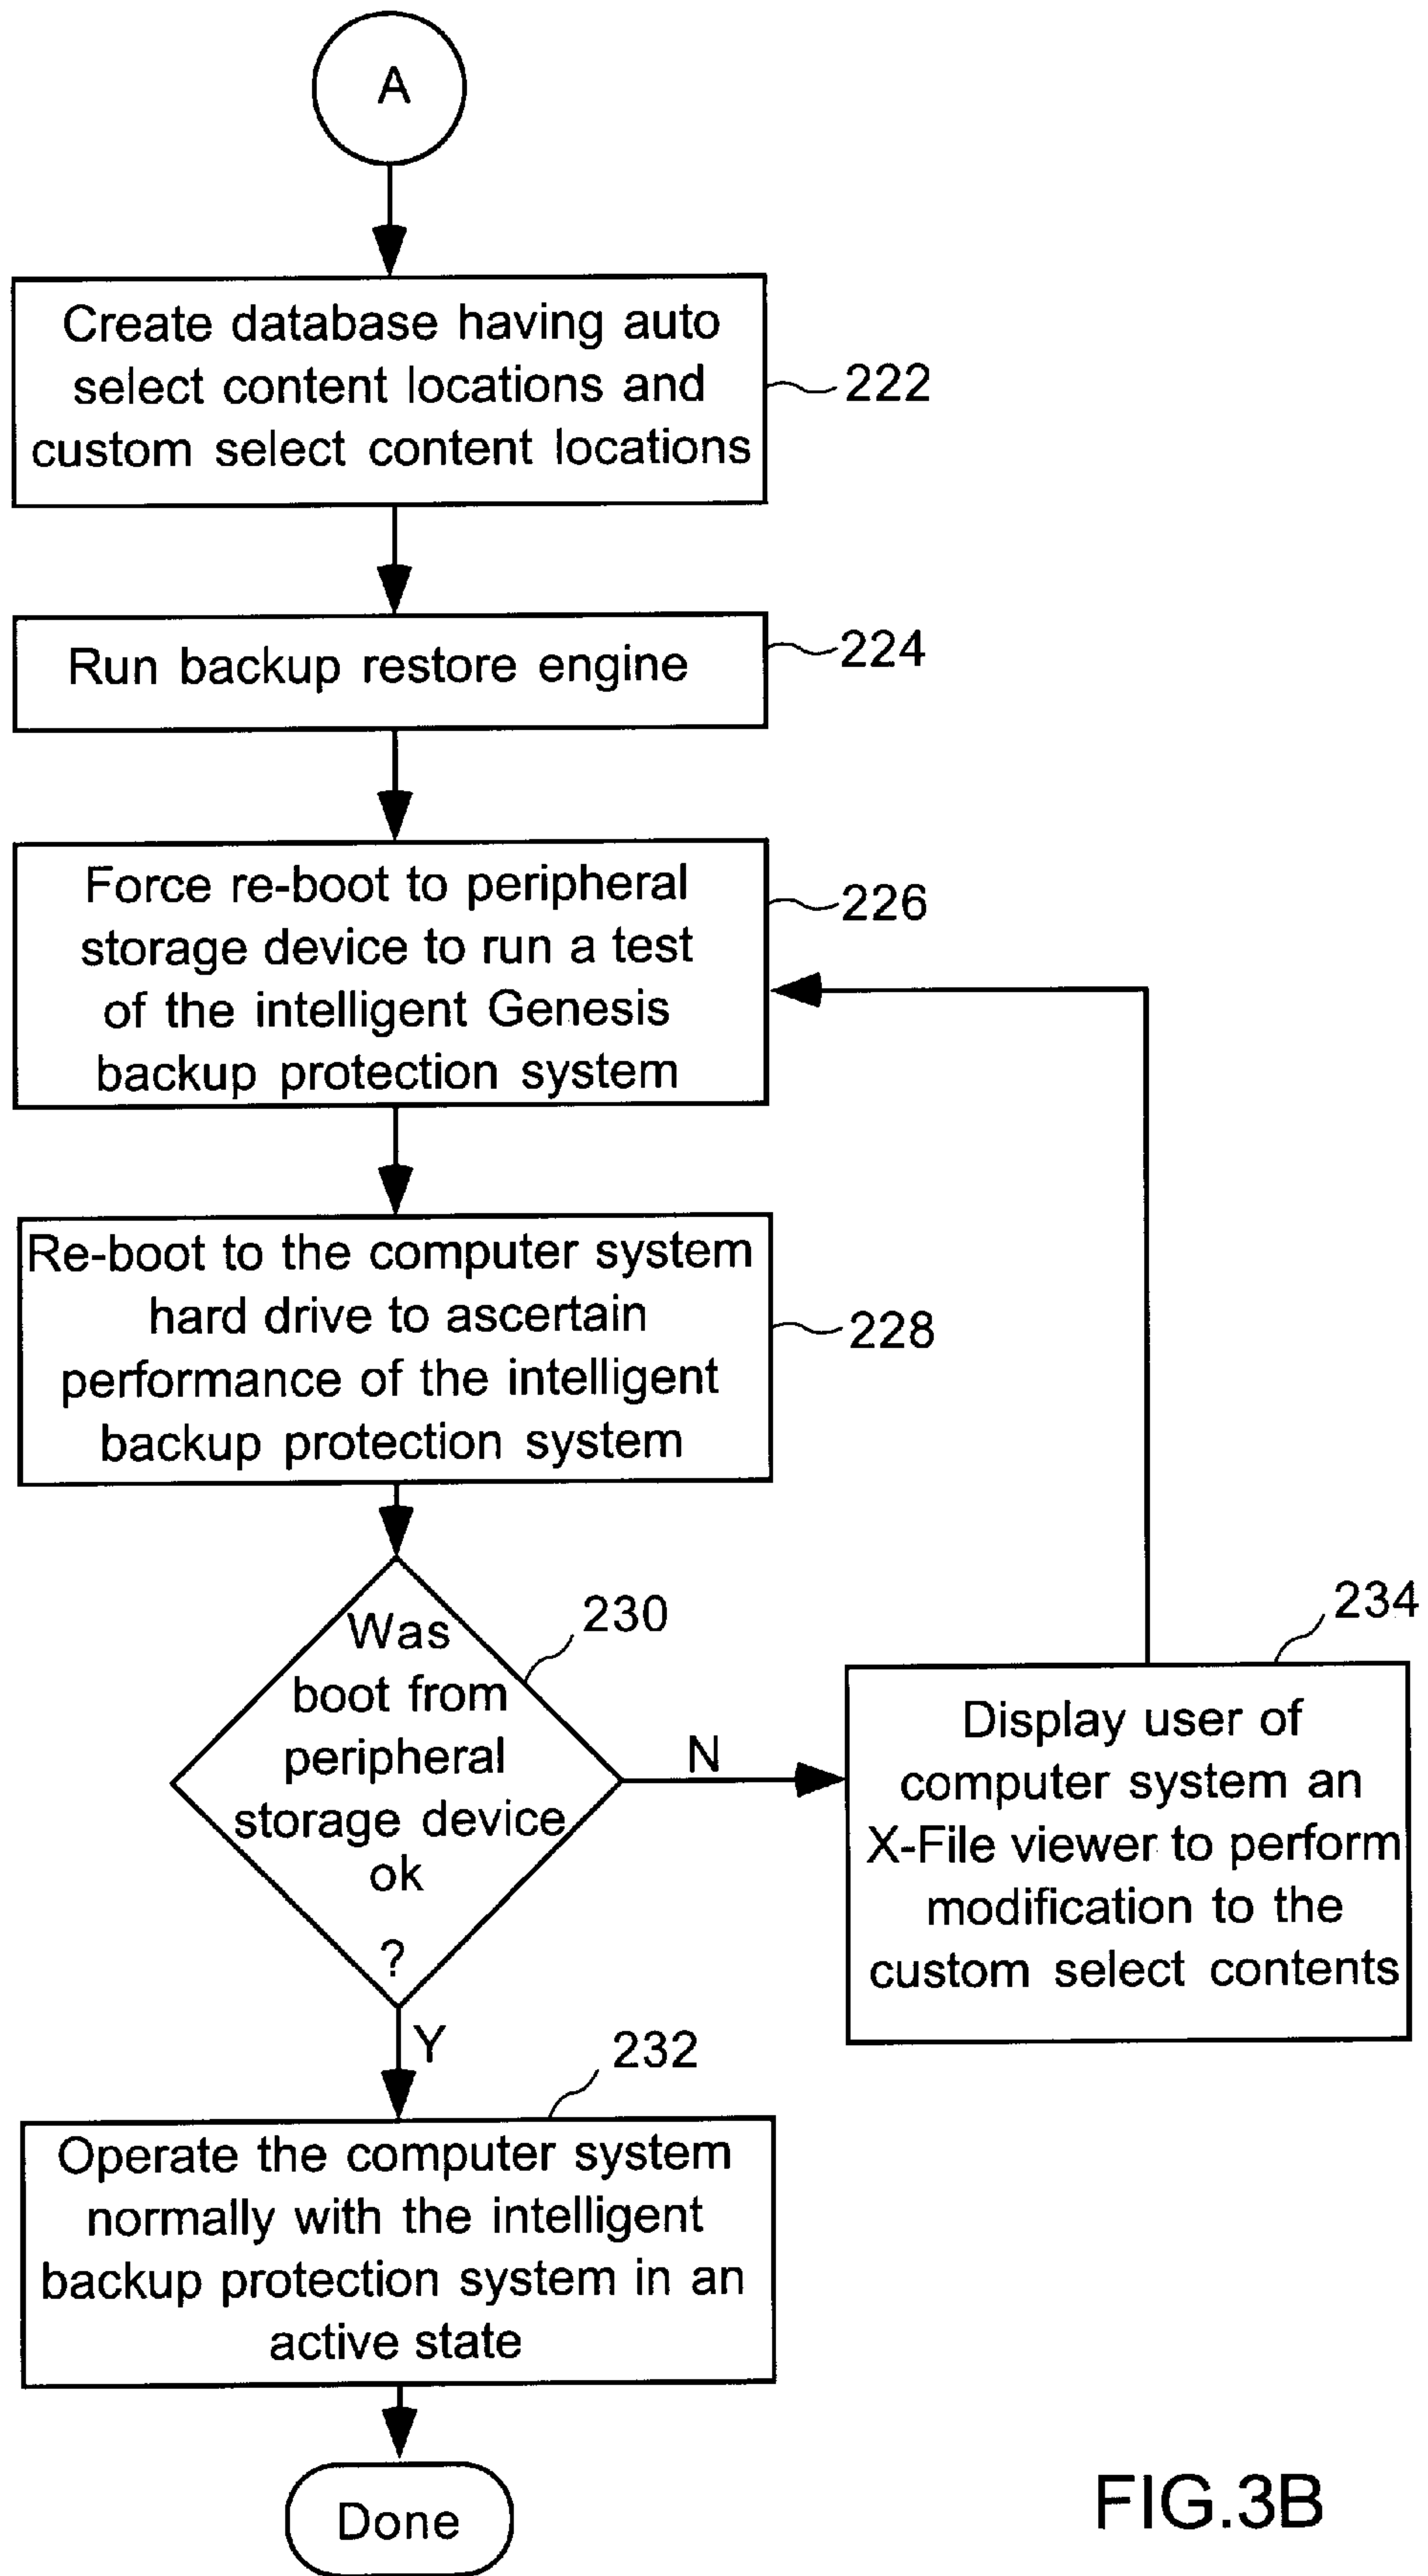 A
Create database having auto
select content locations and
custom select content locations
222
Run backup restore engine
224
Force re-boot to peripheral
storage device to run a test
of the intelligent Genesis
backup protection system
226
Re-boot to the computer system
hard drive to ascertain
performance of the intelligent
backup protection system
228
Was
boot from
peripheral
storage device
ok
?
230
N
Display user of
computer system an
X-File viewer to perform
modification to the
custom select contents
234
Y
232
Operate the computer system
normally with the intelligent
backup protection system in an
active state
Done
FIG.3B